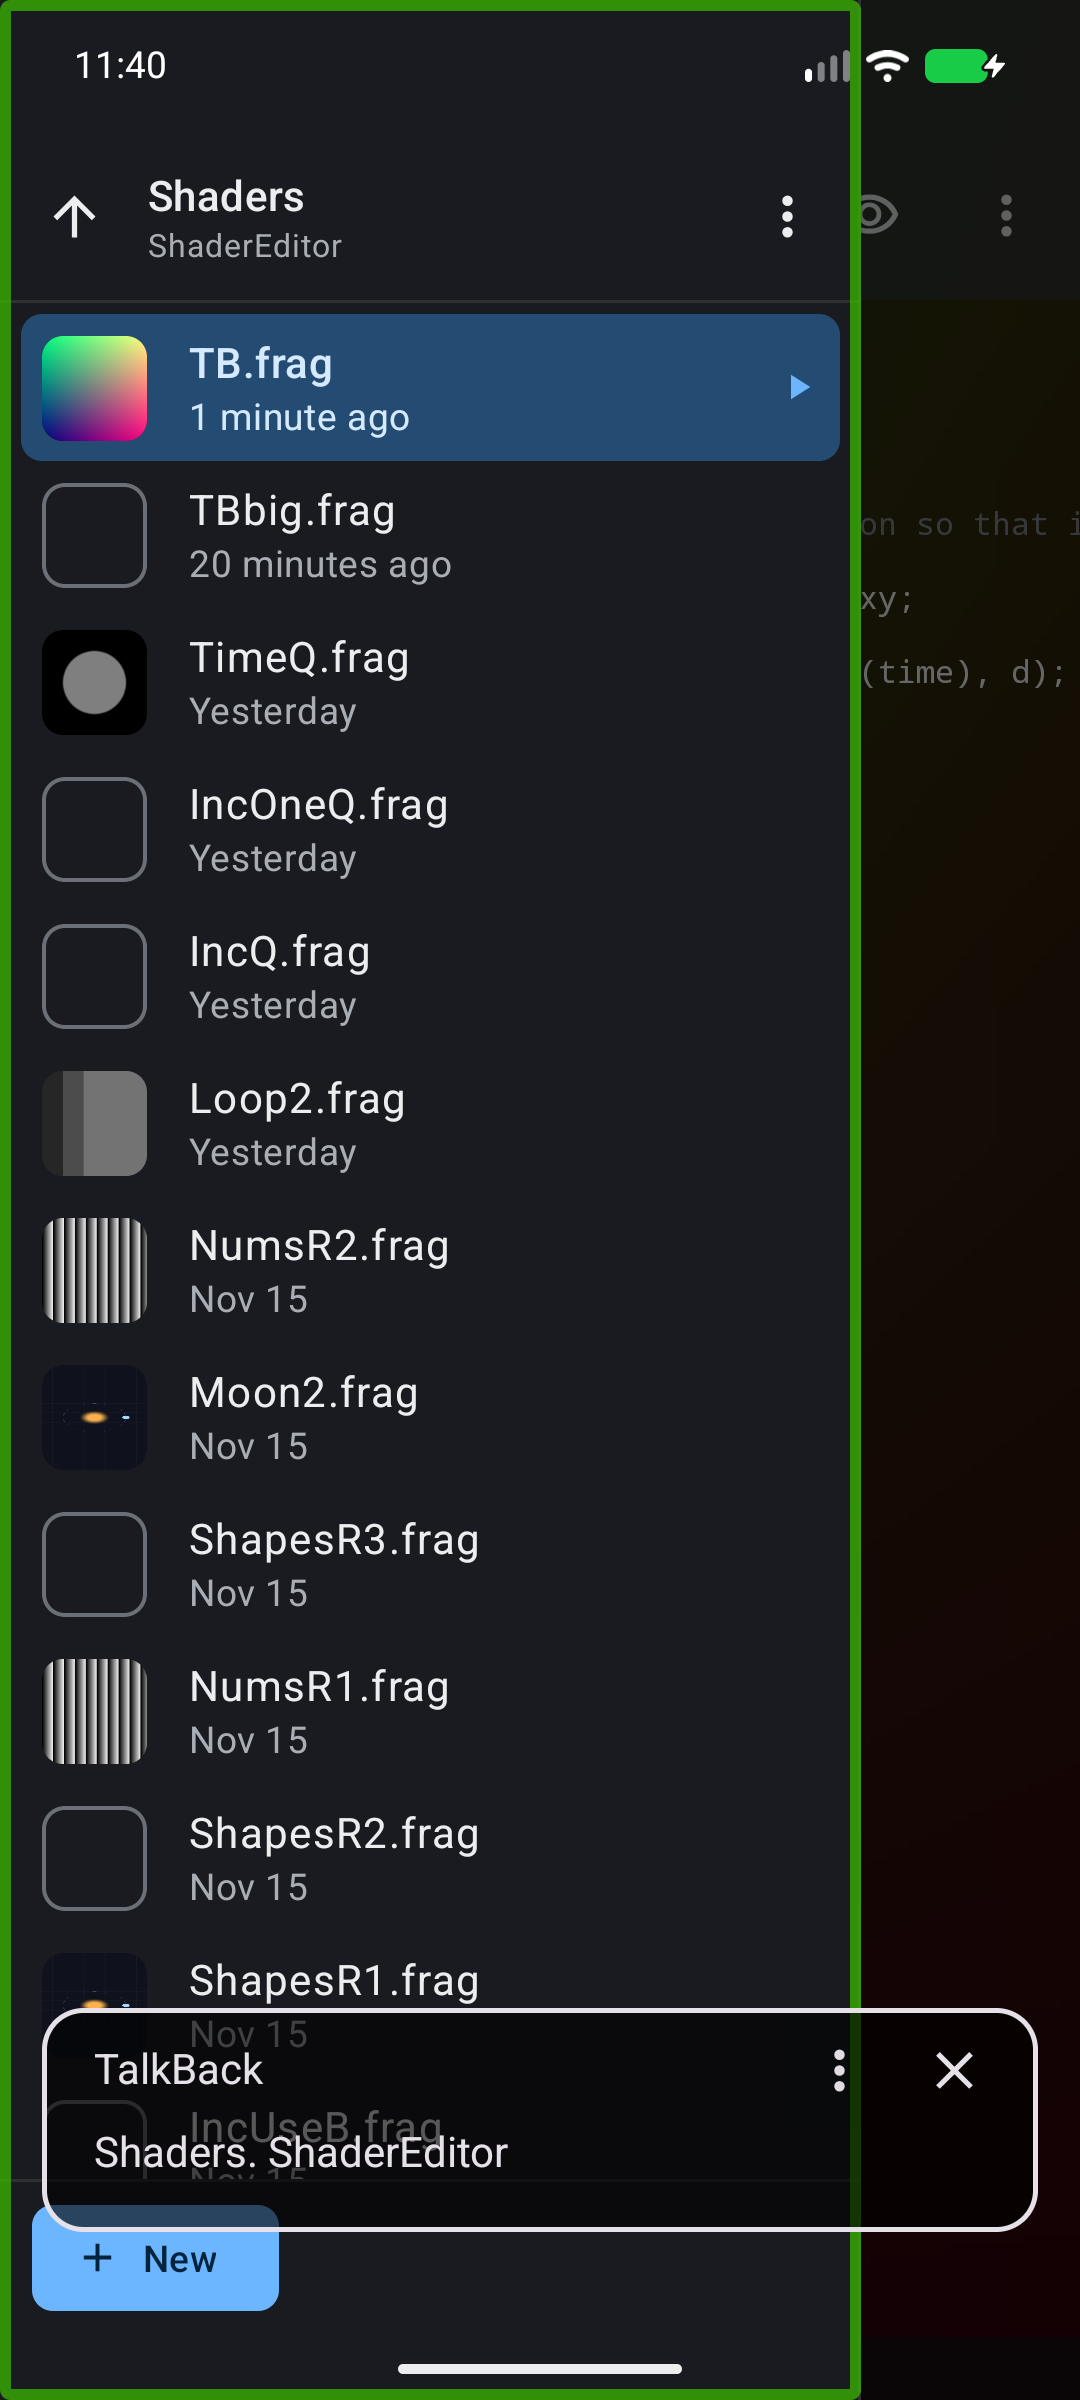 11:40
Shaders
ShaderEditor
TB.frag
1 minute ago
TBbig.frag
20 minutes ago
on so that i
xy;
TimeQ.frag
(time), d);
Yesterday
IncOneQ.frag
Yesterday
IncQ.frag
Yesterday
Loop2.frag
Yesterday
NumsR2.frag
Nov 15
Moon2.frag
Nov 15
ShapesR3.frag
Nov 15
NumsR1.frag
Nov 15
ShapesR2.frag
Nov 15
ShapesR1.frag
Nov 15
TalkBack
IncUseB.frag
Shaders. ShaderEditor
Nov 15
New